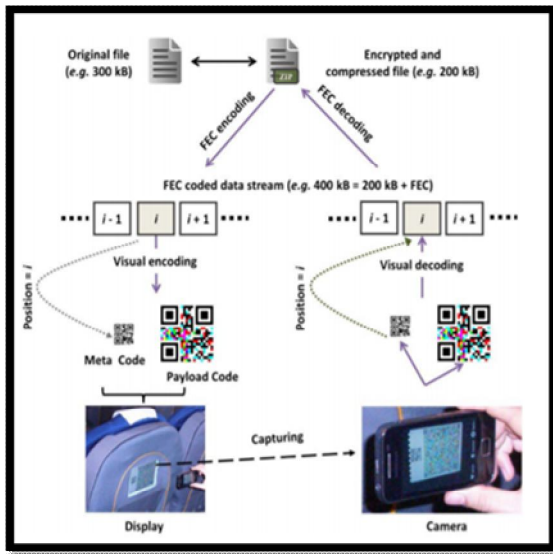 Original file
(e.g. 300 kB)
Encrypted and
compressed file (e.g. 200 kB)
ZIP
FEC encoding
FEC decoding
FEC coded data stream (e.g. 400 kB = 200 kB + FEC)
i - 1
i
i + 1
i - 1
i
i + 1
Visual encoding
Visual decoding
Position = i
Position = i
Meta Code
Payload Code
Capturing
Display
Camera